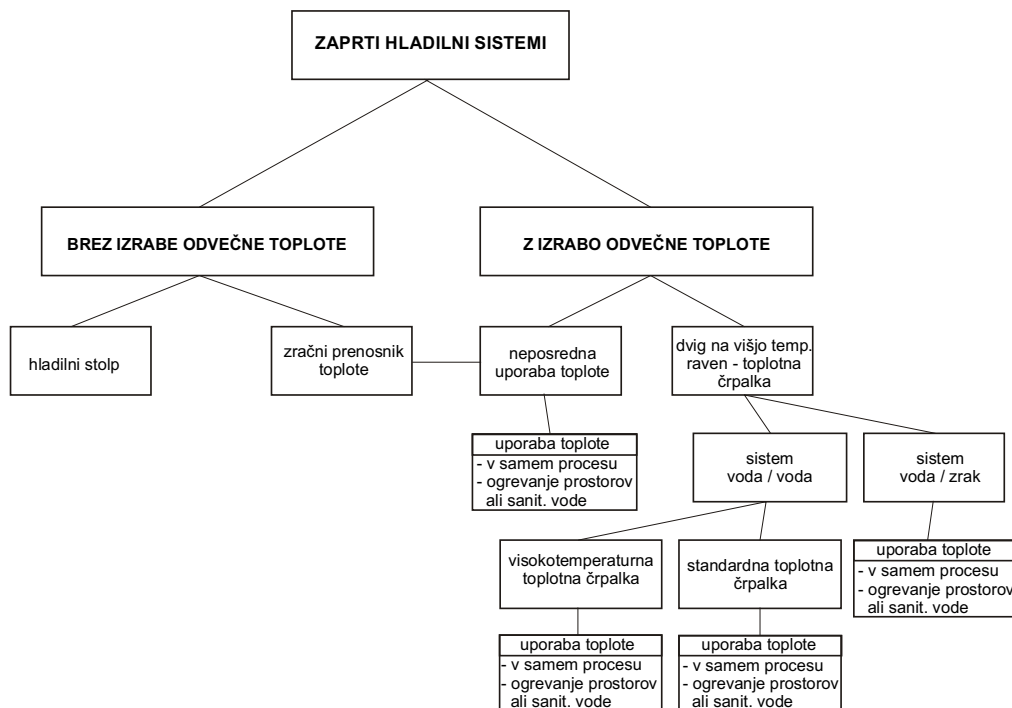 ZAPRTI HLADILNI SISTEMI
BREZ IZRABE ODVEČNE TOPLOTE
Z IZRABO ODVEČNE TOPLOTE
hladilni stolp
zračni prenosnik
toplote
neposredna
uporaba toplote
dvig na višjo temp.
raven - toplotna
črpalka
uporaba toplote
- v samem procesu
- ogrevanje prostorov
ali sanit. vode
sistem
voda / voda
sistem
voda / zrak
visokotemperaturna
toplotna črpalka
standardna toplotna
črpalka
uporaba toplote
- v samem procesu
- ogrevanje prostorov
ali sanit. vode
uporaba toplote
- v samem procesu
- ogrevanje prostorov
ali sanit. vode
uporaba toplote
- v samem procesu
- ogrevanje prostorov
ali sanit. vode